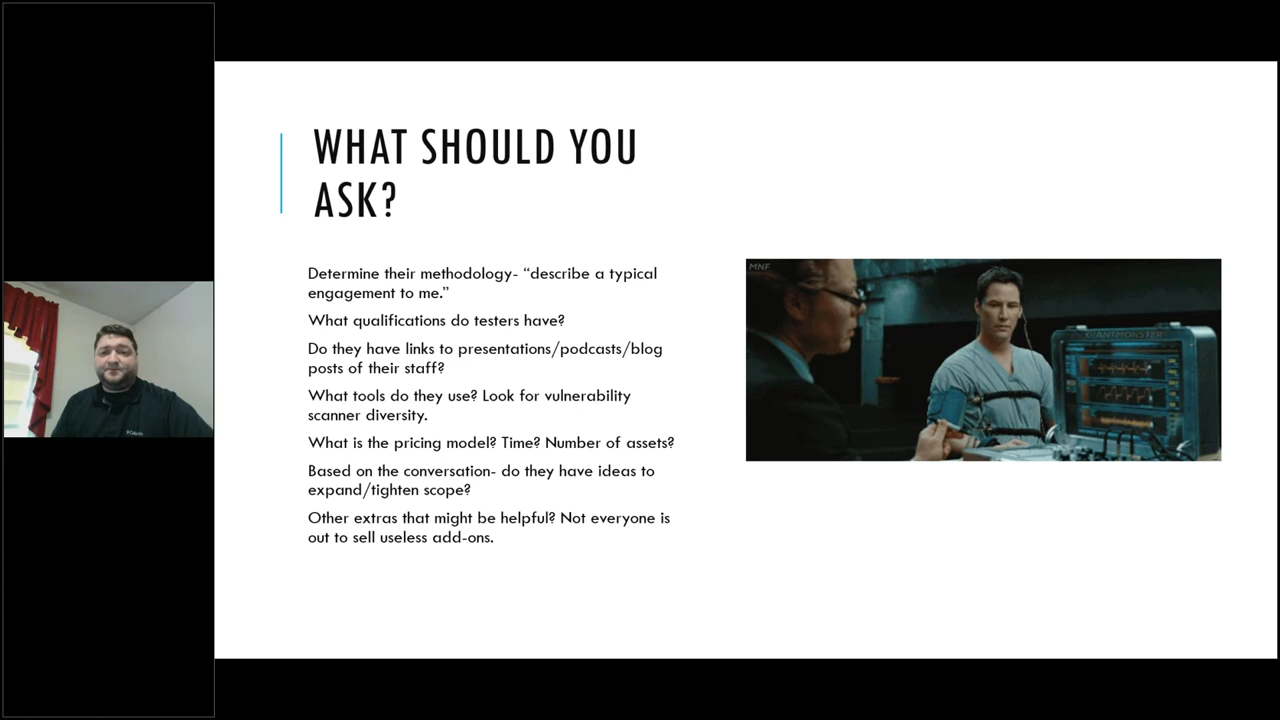 WHAT SHOULD YOU
ASK?
Determine their methodology- “describe a typical
engagement to me.”
What qualifications do testers have?
Do they have links to presentations/podcasts/blog
posts of their staff?
What tools do they use? Look for vulnerability
scanner diversity.
What is the pricing model? Time? Number of assets?
Based on the conversation- do they have ideas to
expand/tighten scope?
Other extras that might be helpful? Not everyone is
out to sell useless add-ons.
MNF
GIANTMONSTER